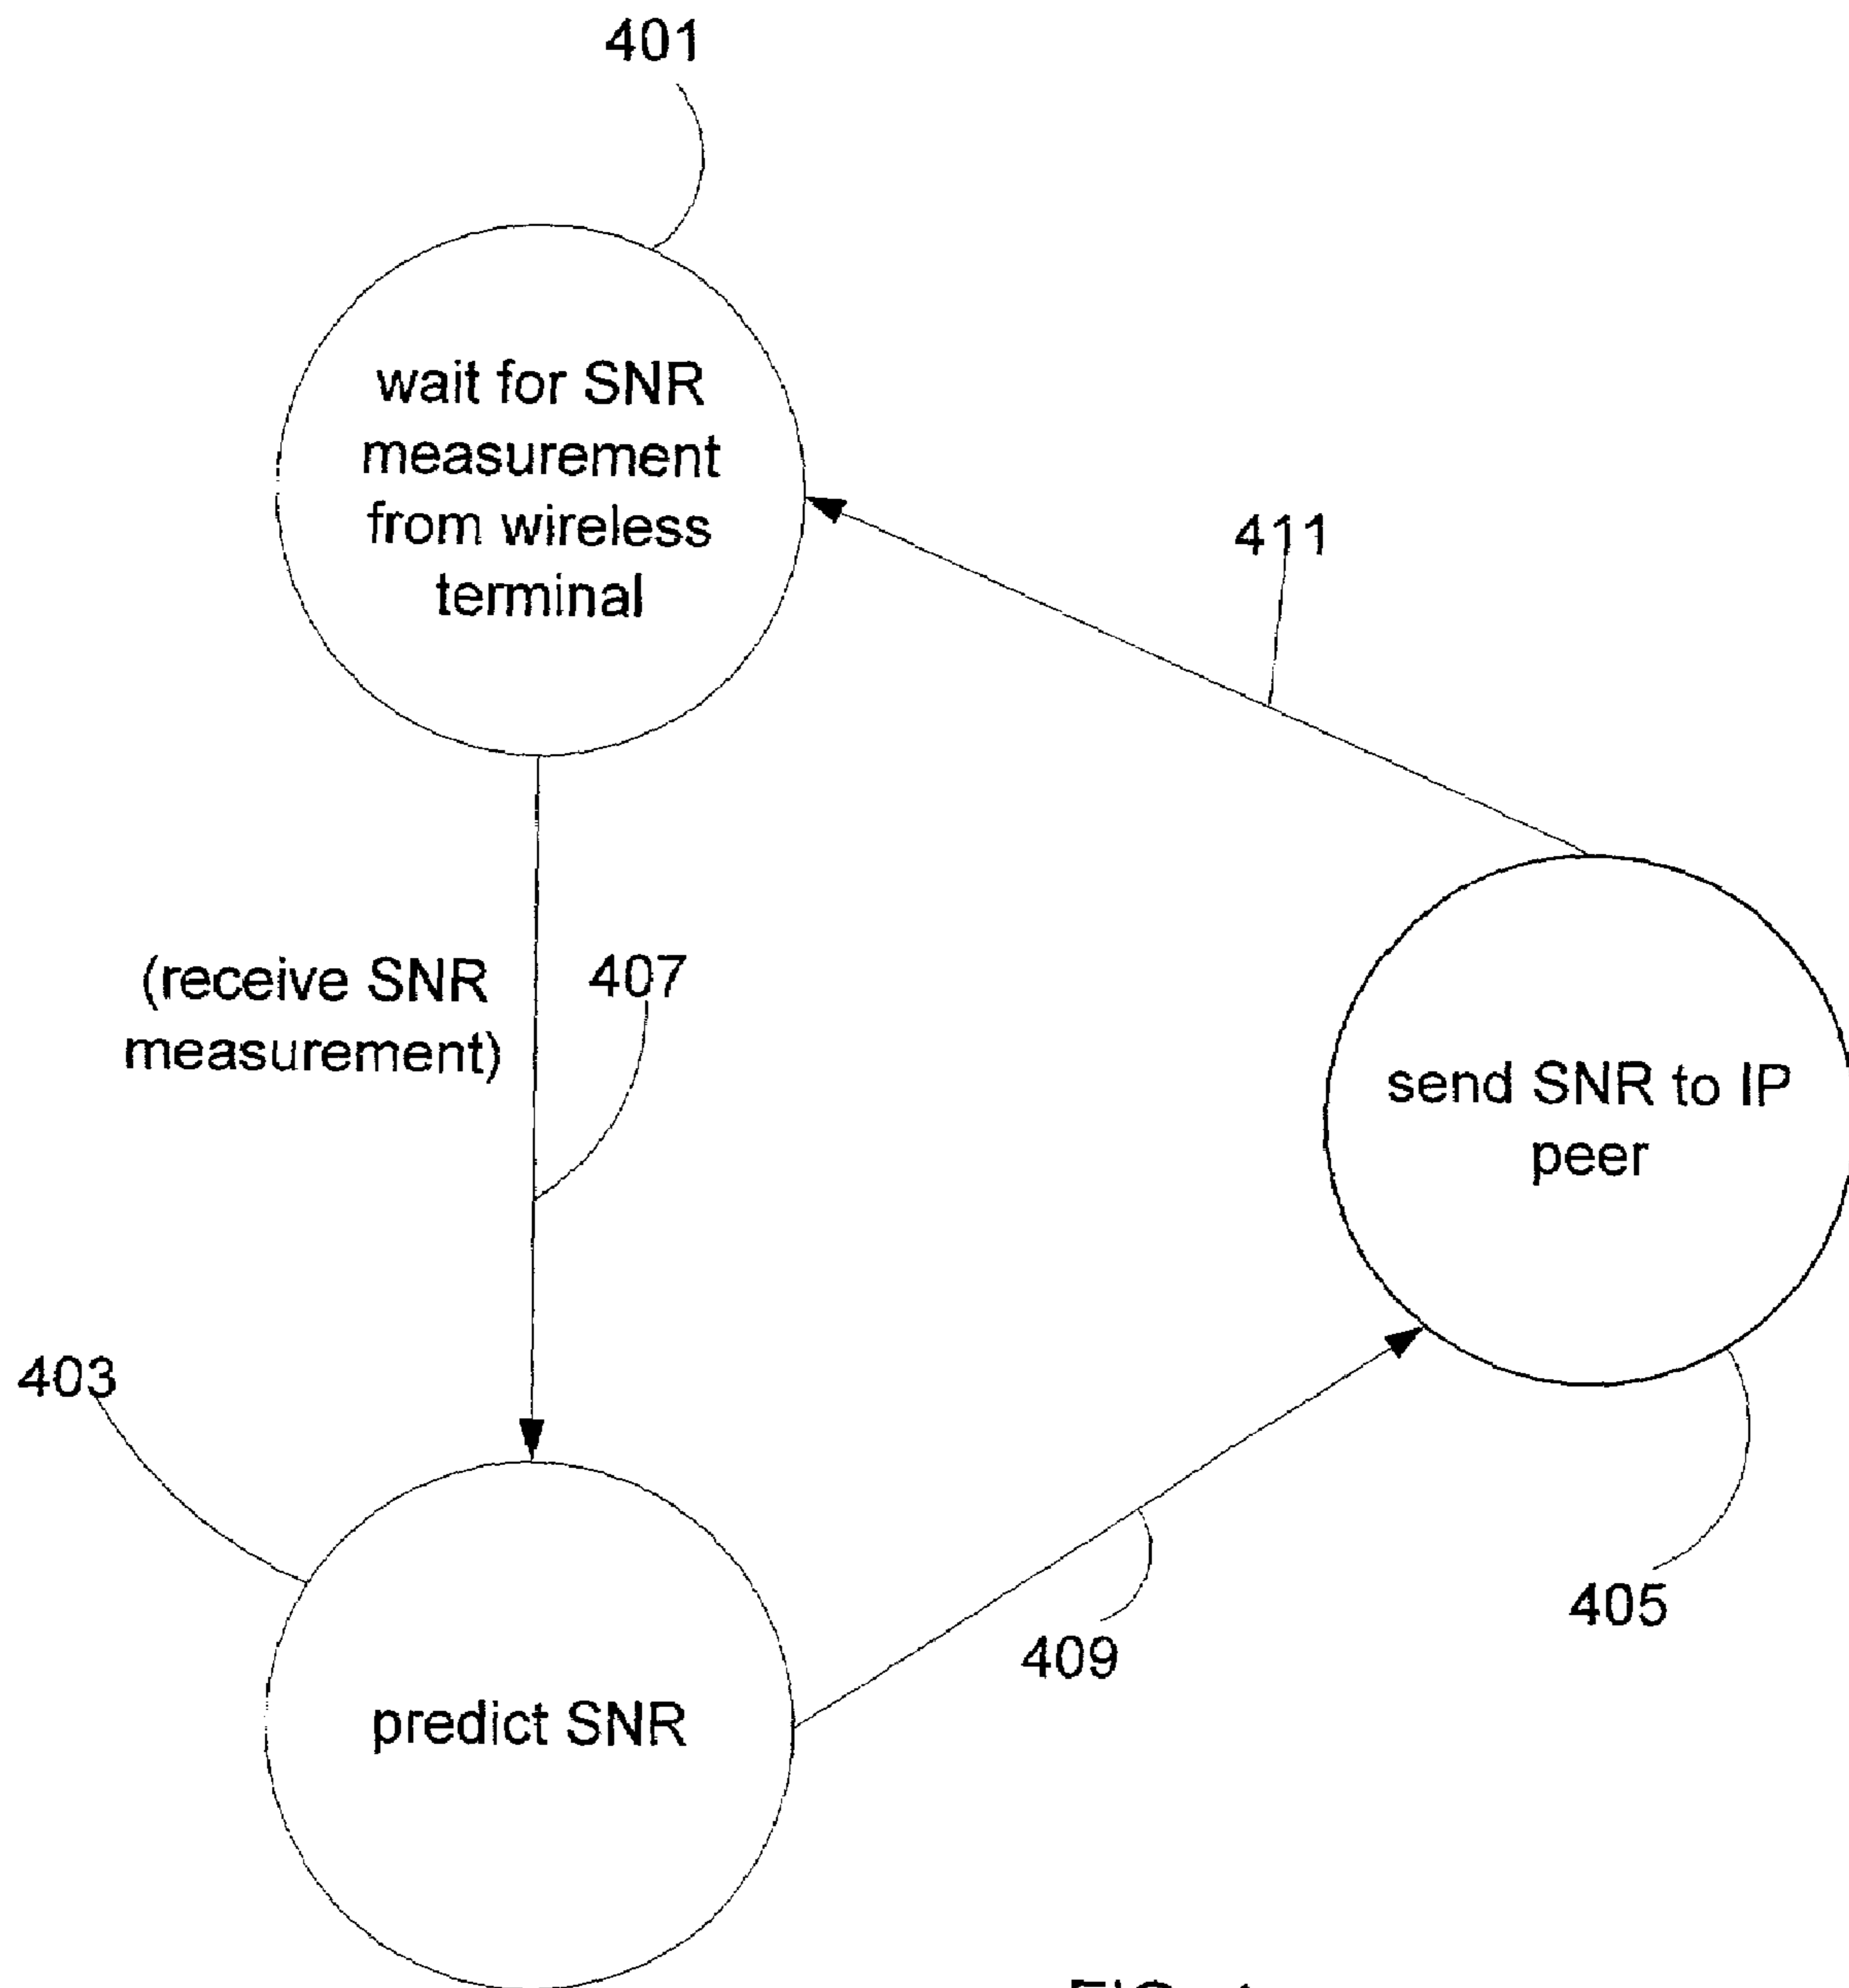 401
wait for SNR
measurement
from wireless
terminal
411
(receive SNR
measurement)
407
send SNR to IP
peer
403
405
409
predict SNR